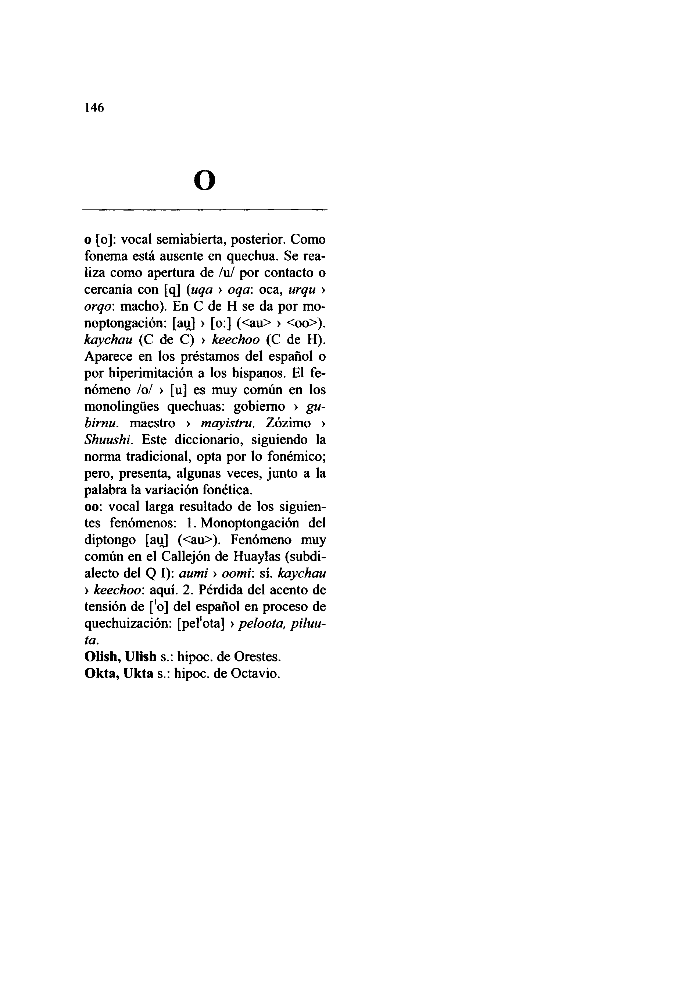 146
O
o [o]: vocal semiabierta, posterior. Como
fonema está ausente en quechua. Se rea-
liza como apertura de /u/ por contacto o
cercanía con [q] (uqa › oqa: oca, urqu ›
orqo: macho). En C de H se da por mo-
noptongación: [au̯] › [o:] (<au> › <oo>).
kaychau (C de C) › keechoo (C de H).
Aparece en los préstamos del español o
por hiperimitación a los hispanos. El fe-
nómeno /o/ › [u] es muy común en los
monolingües quechuas: gobierno › gu-
birnu. maestro › mayistru. Zózimo ›
Shuushi. Este diccionario, siguiendo la
norma tradicional, opta por lo fonémico;
pero, presenta, algunas veces, junto a la
palabra la variación fonética.
oo: vocal larga resultado de los siguien-
tes fenómenos: 1. Monoptongación del
diptongo [au̯] (<au>). Fenómeno muy
común en el Callejón de Huaylas (subdi-
alecto del Q I): aumi › oomi: sí. kaychau
› keechoo: aquí. 2. Pérdida del acento de
tensión de ['o] del español en proceso de
quechuización: [pel'ota] › peloota, piluu-
ta.
Olish, Ulish s.: hipoc. de Orestes.
Okta, Ukta s.: hipoc. de Octavio.